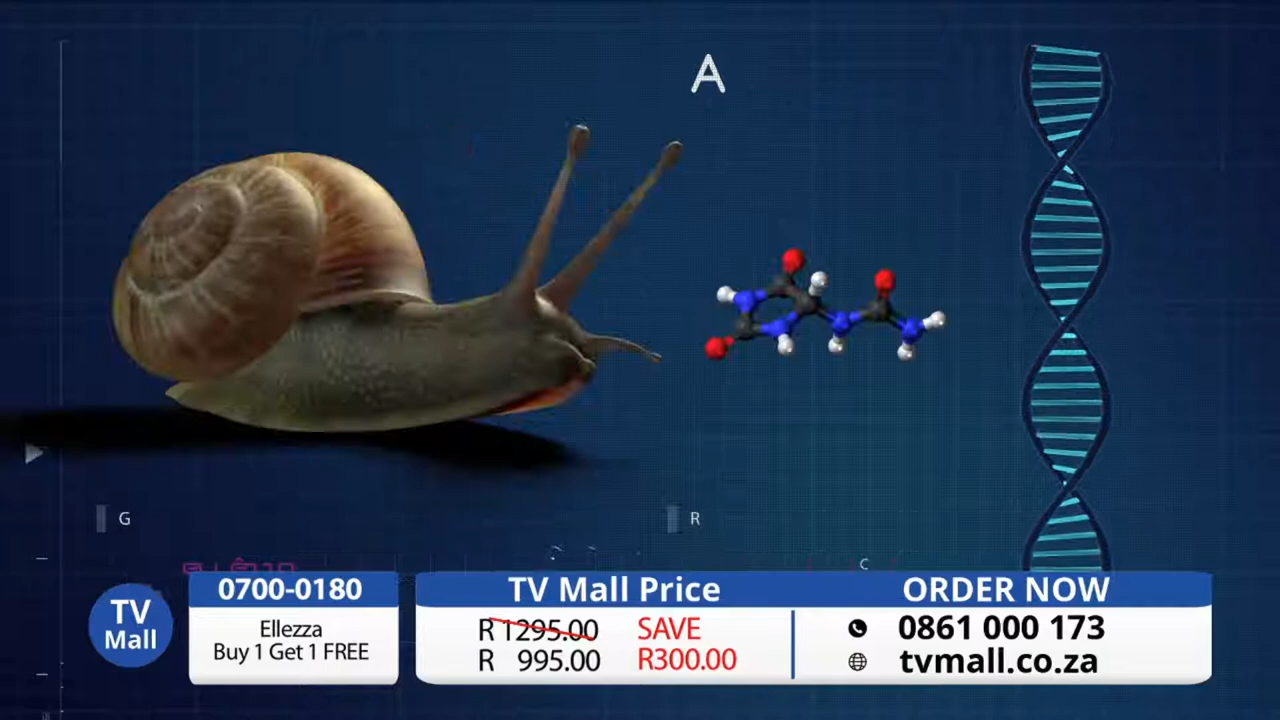 A
G
R
C
TV
Mall
0700-0180
Ellezza
Buy 1 Get 1 FREE
TV Mall Price
R 1295.00 SAVE
R 995.00 R300.00
ORDER NOW
0861 000 173
tvmall.co.za